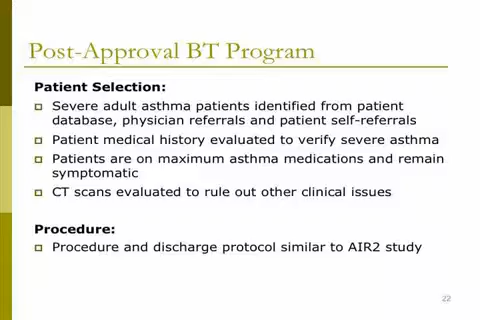 Post-Approval BT Program
Patient Selection:
Severe adult asthma patients identified from patient
database, physician referrals and patient self-referrals
Patient medical history evaluated to verify severe asthma
Patients are on maximum asthma medications and remain
symptomatic
CT scans evaluated to rule out other clinical issues
Procedure:
Procedure and discharge protocol similar to AIR2 study
22